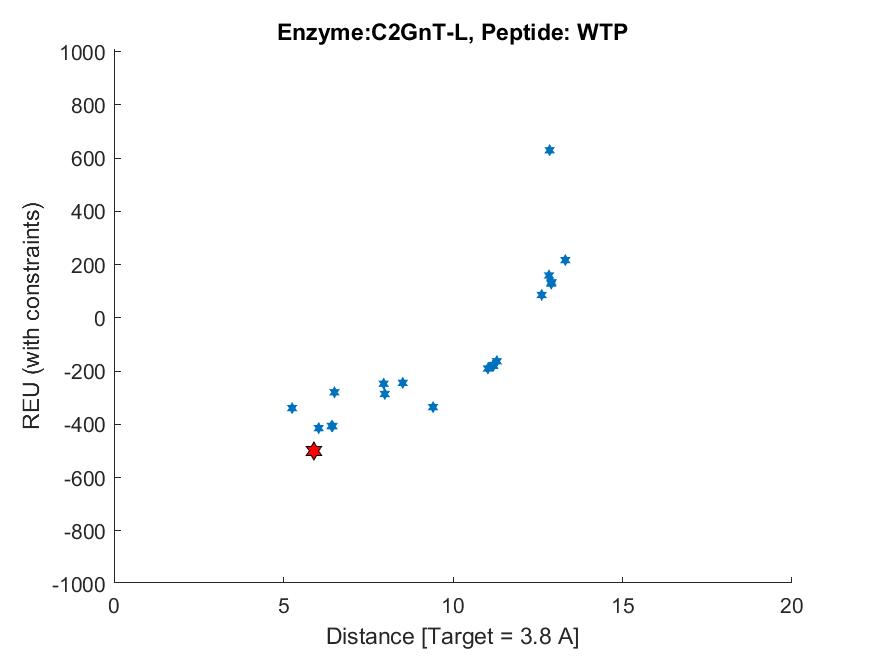 Enzyme:C2GnT-L, Peptide: WTP
1000
800
600
400
200
0
-200
-400
-600
-800
-1000
REU (with constraints)
0 5 10 15 20
Distance [Target = 3.8 A]